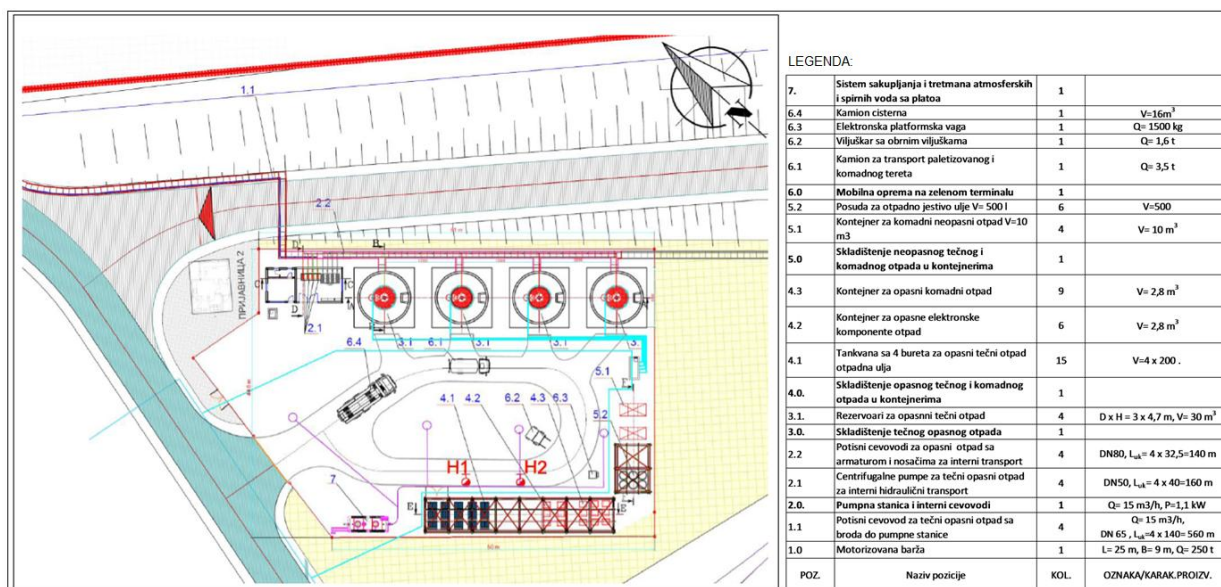 1.1
2.2
ПРИЈАВНИЦА 2
D
B
C
C
D
2.1
6.4
3.1
6.1
3.1
3.1
3.
5.1
F
4.1
4.2
6.2
4.3
6.3
5.2
H1
H2
7
E
E
F
LEGENDA:
7. Sistem sakupljanja i tretmana atmosferskih i spirnih voda sa platoa 1
6.4 Kamion cisterna 1 V=16m³
6.3 Elektronska platformska vaga 1 Q= 1500 kg
6.2 Viljuškar sa obrnim viljuškama 1 Q= 1,6 t
6.1 Kamion za transport paletizovanog i komadnog tereta 1 Q= 3,5 t
6.0 Mobilna oprema na zelenom terminalu 1
5.2 Posuda za otpadno jestivo ulje V= 500 l 6 V=500
5.1 Kontejner za komadni neopasni otpad V=10 m3 4 V= 10 m³
5.0 Skladištenje neopasnog tečnog i komadnog otpada u kontejnerima 1
4.3 Kontejner za opasni komadni otpad 9 V= 2,8 m³
4.2 Kontejner za opasne elektronske komponente otpad 6 V= 2,8 m³
4.1 Tankvana sa 4 bureta za opasni tečni otpad otpadna ulja 15 V=4 x 200 .
4.0. Skladištenje opasnog tečnog i komadnog otpada u kontejnerima 1
3.1. Rezervoari za opasnni tečni otpad 4 D x H = 3 x 4,7 m, V= 30 m³
3.0. Skladištenje tečnog opasnog otpada 1
2.2 Potisni cevovodi za opasni otpad sa armaturom i nosačima za interni transport 4 DN80, Lᵤₖ= 4 x 32,5=140 m
2.1 Centrifugalne pumpe za tečni opasni otpad za interni hidraulični transport 4 DN50, Lᵤₖ= 4 x 40=160 m
2.0. Pumpna stanica i interni cevovodi 1 Q= 15 m3/h, P=1,1 kW
1.1 Potisni cevovod za tečni opasni otpad sa broda do pumpne stanice 4 Q= 15 m3/h, DN 65 , Lᵤₖ=4 x 140= 560 m
1.0 Motorizovana barža 1 L= 25 m, B= 9 m, Q= 250 t
POZ. Naziv pozicije KOL. OZNAKA/KARAK.PROIZV.